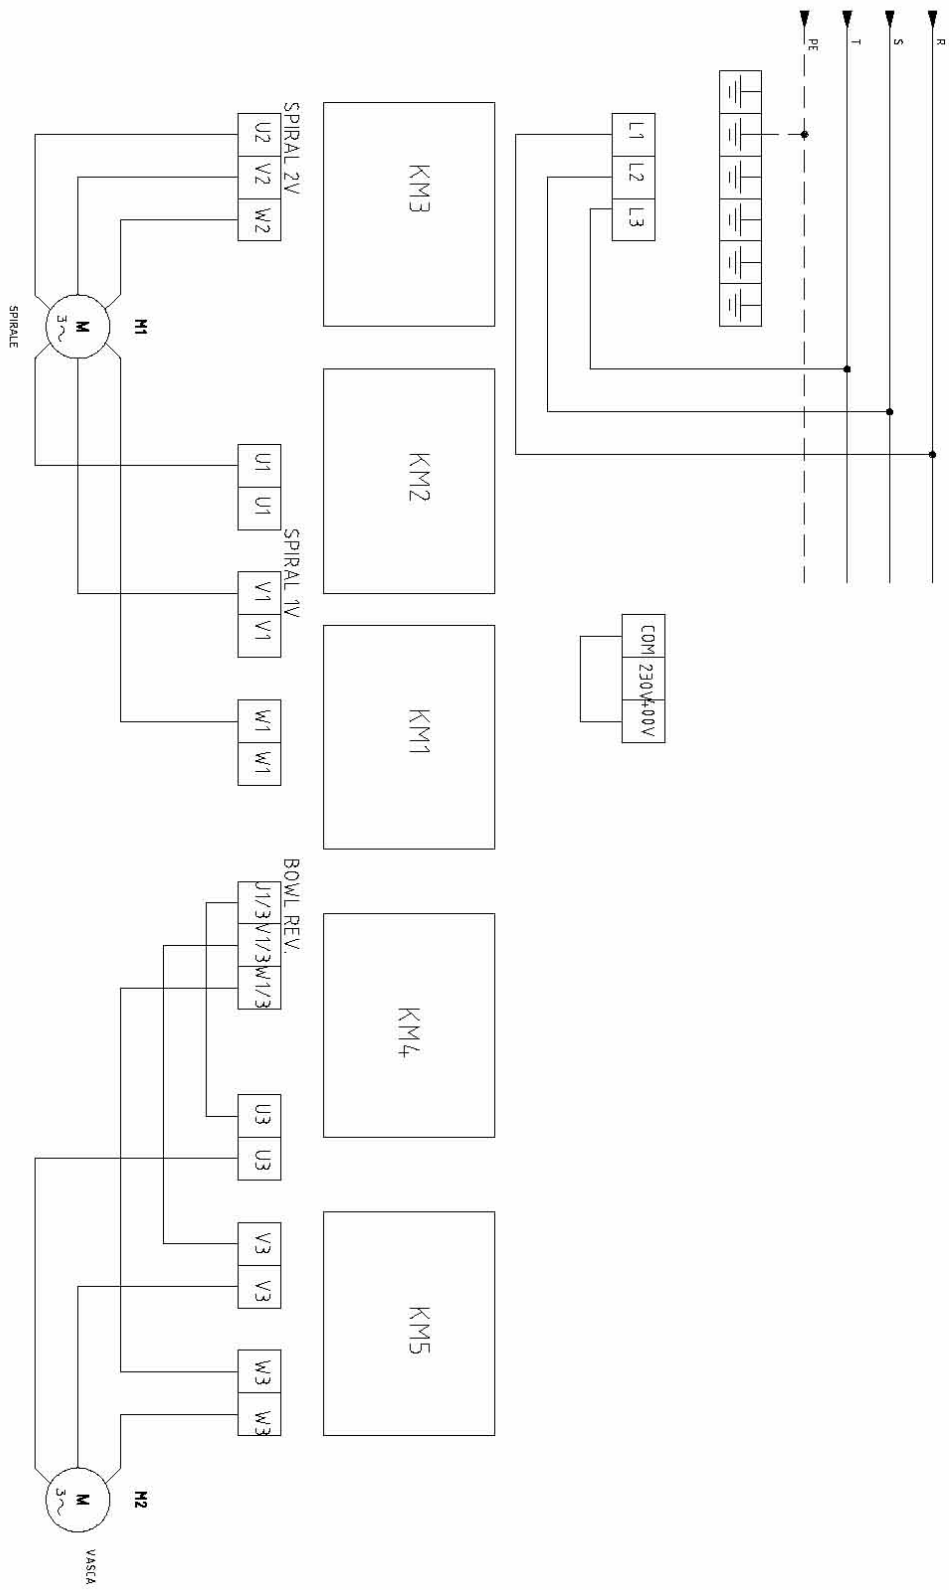 R
S
T
PE
L1 L2 L3
COM 230V 400V
KM3 KM2 KM1 KM4 KM5
SPIRAL 2V
SPIRAL 1V
BOWL REV.
U2 V2 W2
U1 U1
V1 V1
W1 W1
U1/3 V1/3 W1/3
U3 U3
V3 V3
W3 W3
M1
M2
M
3~
M
3~
SPIRALE
VASCA